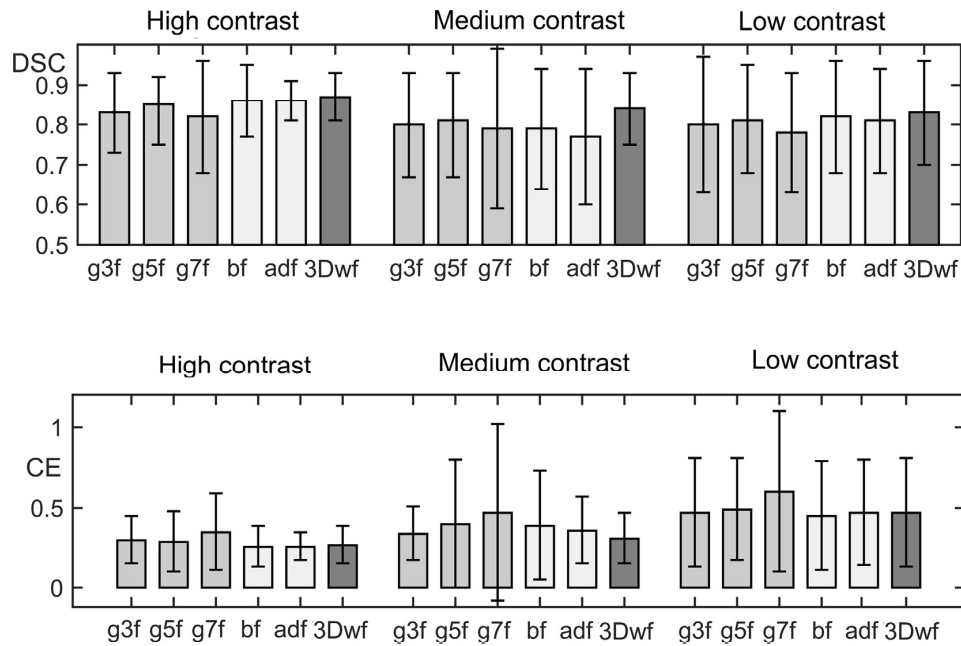 High contrast Medium contrast Low contrast
DSC
0.9
0.8
0.7
0.6
0.5
g3f g5f g7f bf adf 3Dwf g3f g5f g7f bf adf 3Dwf g3f g5f g7f bf adf 3Dwf
High contrast Medium contrast Low contrast
1
CE
0.5
0
g3f g5f g7f bf adf 3Dwf g3f g5f g7f bf adf 3Dwf g3f g5f g7f bf adf 3Dwf